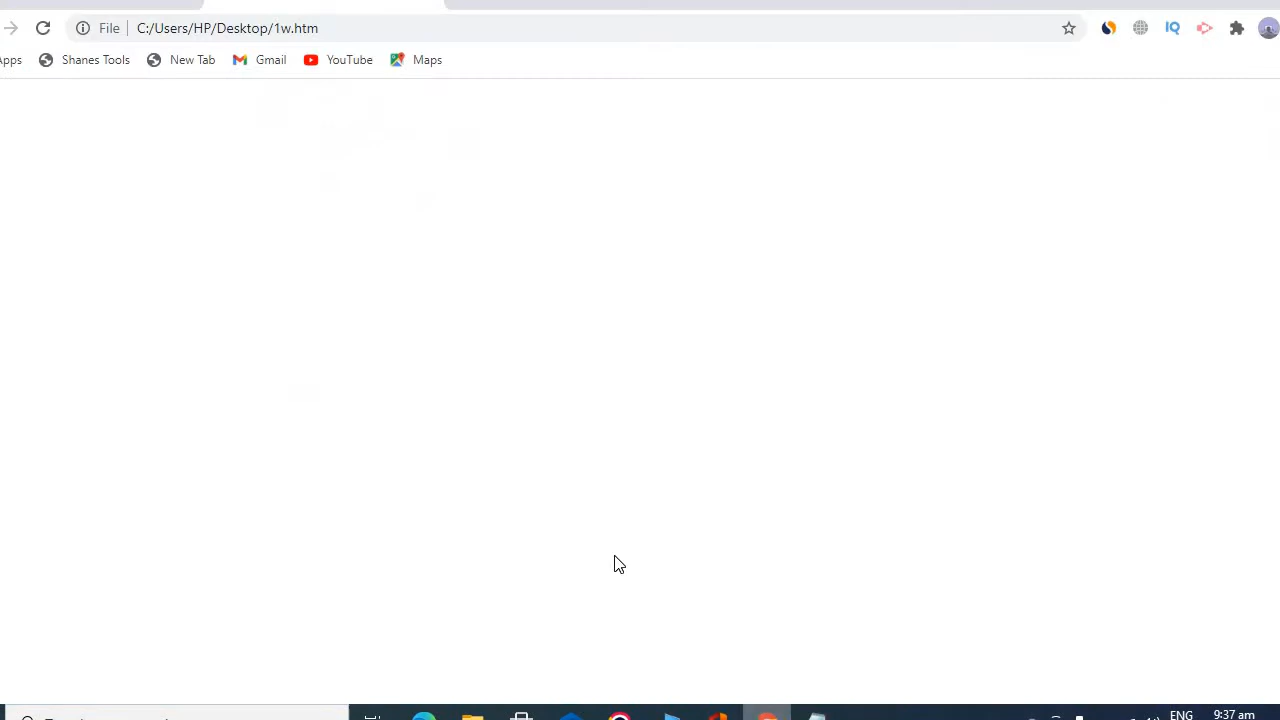 File C:/Users/HP/Desktop/1w.htm
IQ
Apps Shanes Tools New Tab Gmail YouTube Maps
ENG 9:37 am